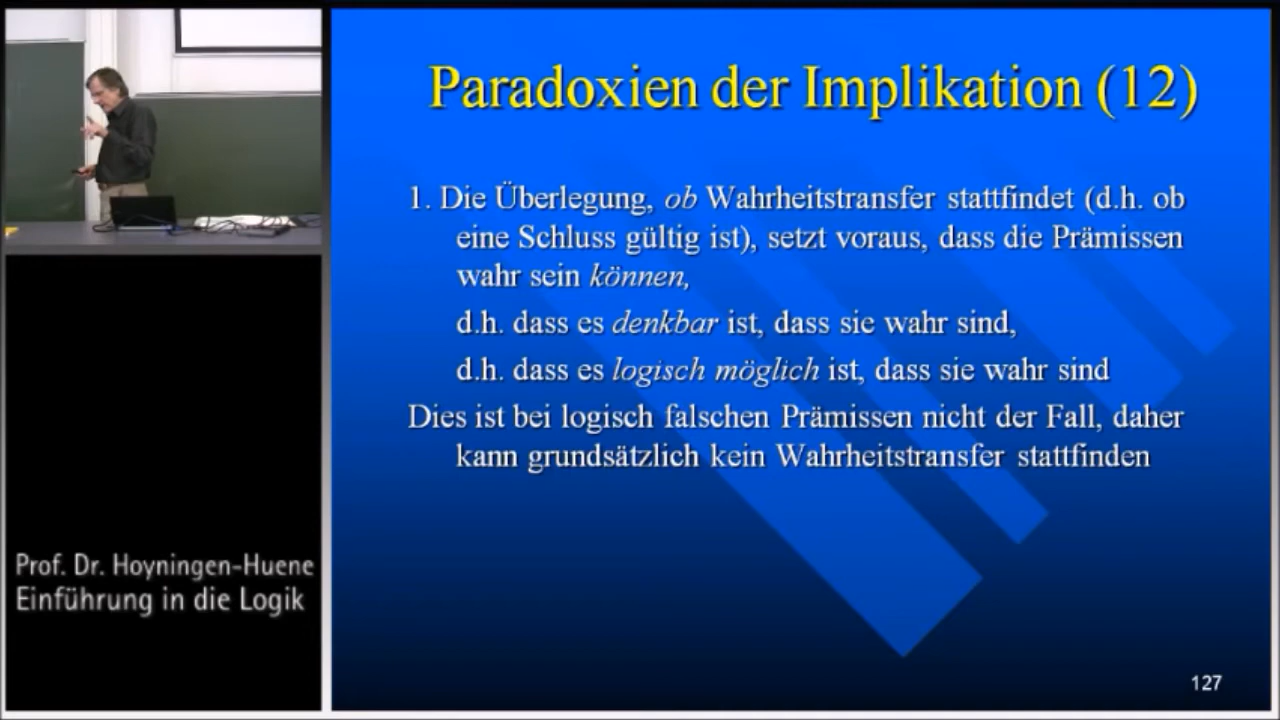 Paradoxien der Implikation (12)
1. Die Überlegung, ob Wahrheitstransfer stattfindet (d.h. ob
eine Schluss gültig ist), setzt voraus, dass die Prämissen
wahr sein können,
d.h. dass es denkbar ist, dass sie wahr sind,
d.h. dass es logisch möglich ist, dass sie wahr sind
Dies ist bei logisch falschen Prämissen nicht der Fall, daher
kann grundsätzlich kein Wahrheitstransfer stattfinden
Prof. Dr. Hoyningen-Huene
Einführung in die Logik
127